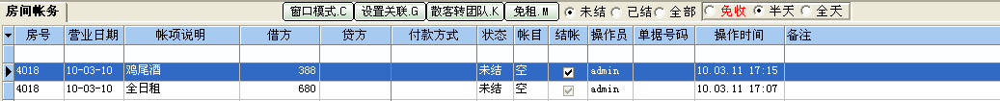 房间帐务 窗口模式.C 设置关联.G 散客转团队.K 免租.M 未结 已结 全部 免收 半天 全天
房号 营业日期 帐项说明 借方 贷方 付款方式 状态 帐目 结帐 操作员 单据号码 操作时间 备注
4018 10-03-10 鸡尾酒 388 未结 空 admin 10.03.11 17:15
4018 10-03-10 全日租 680 未结 空 admin 10.03.11 17:07